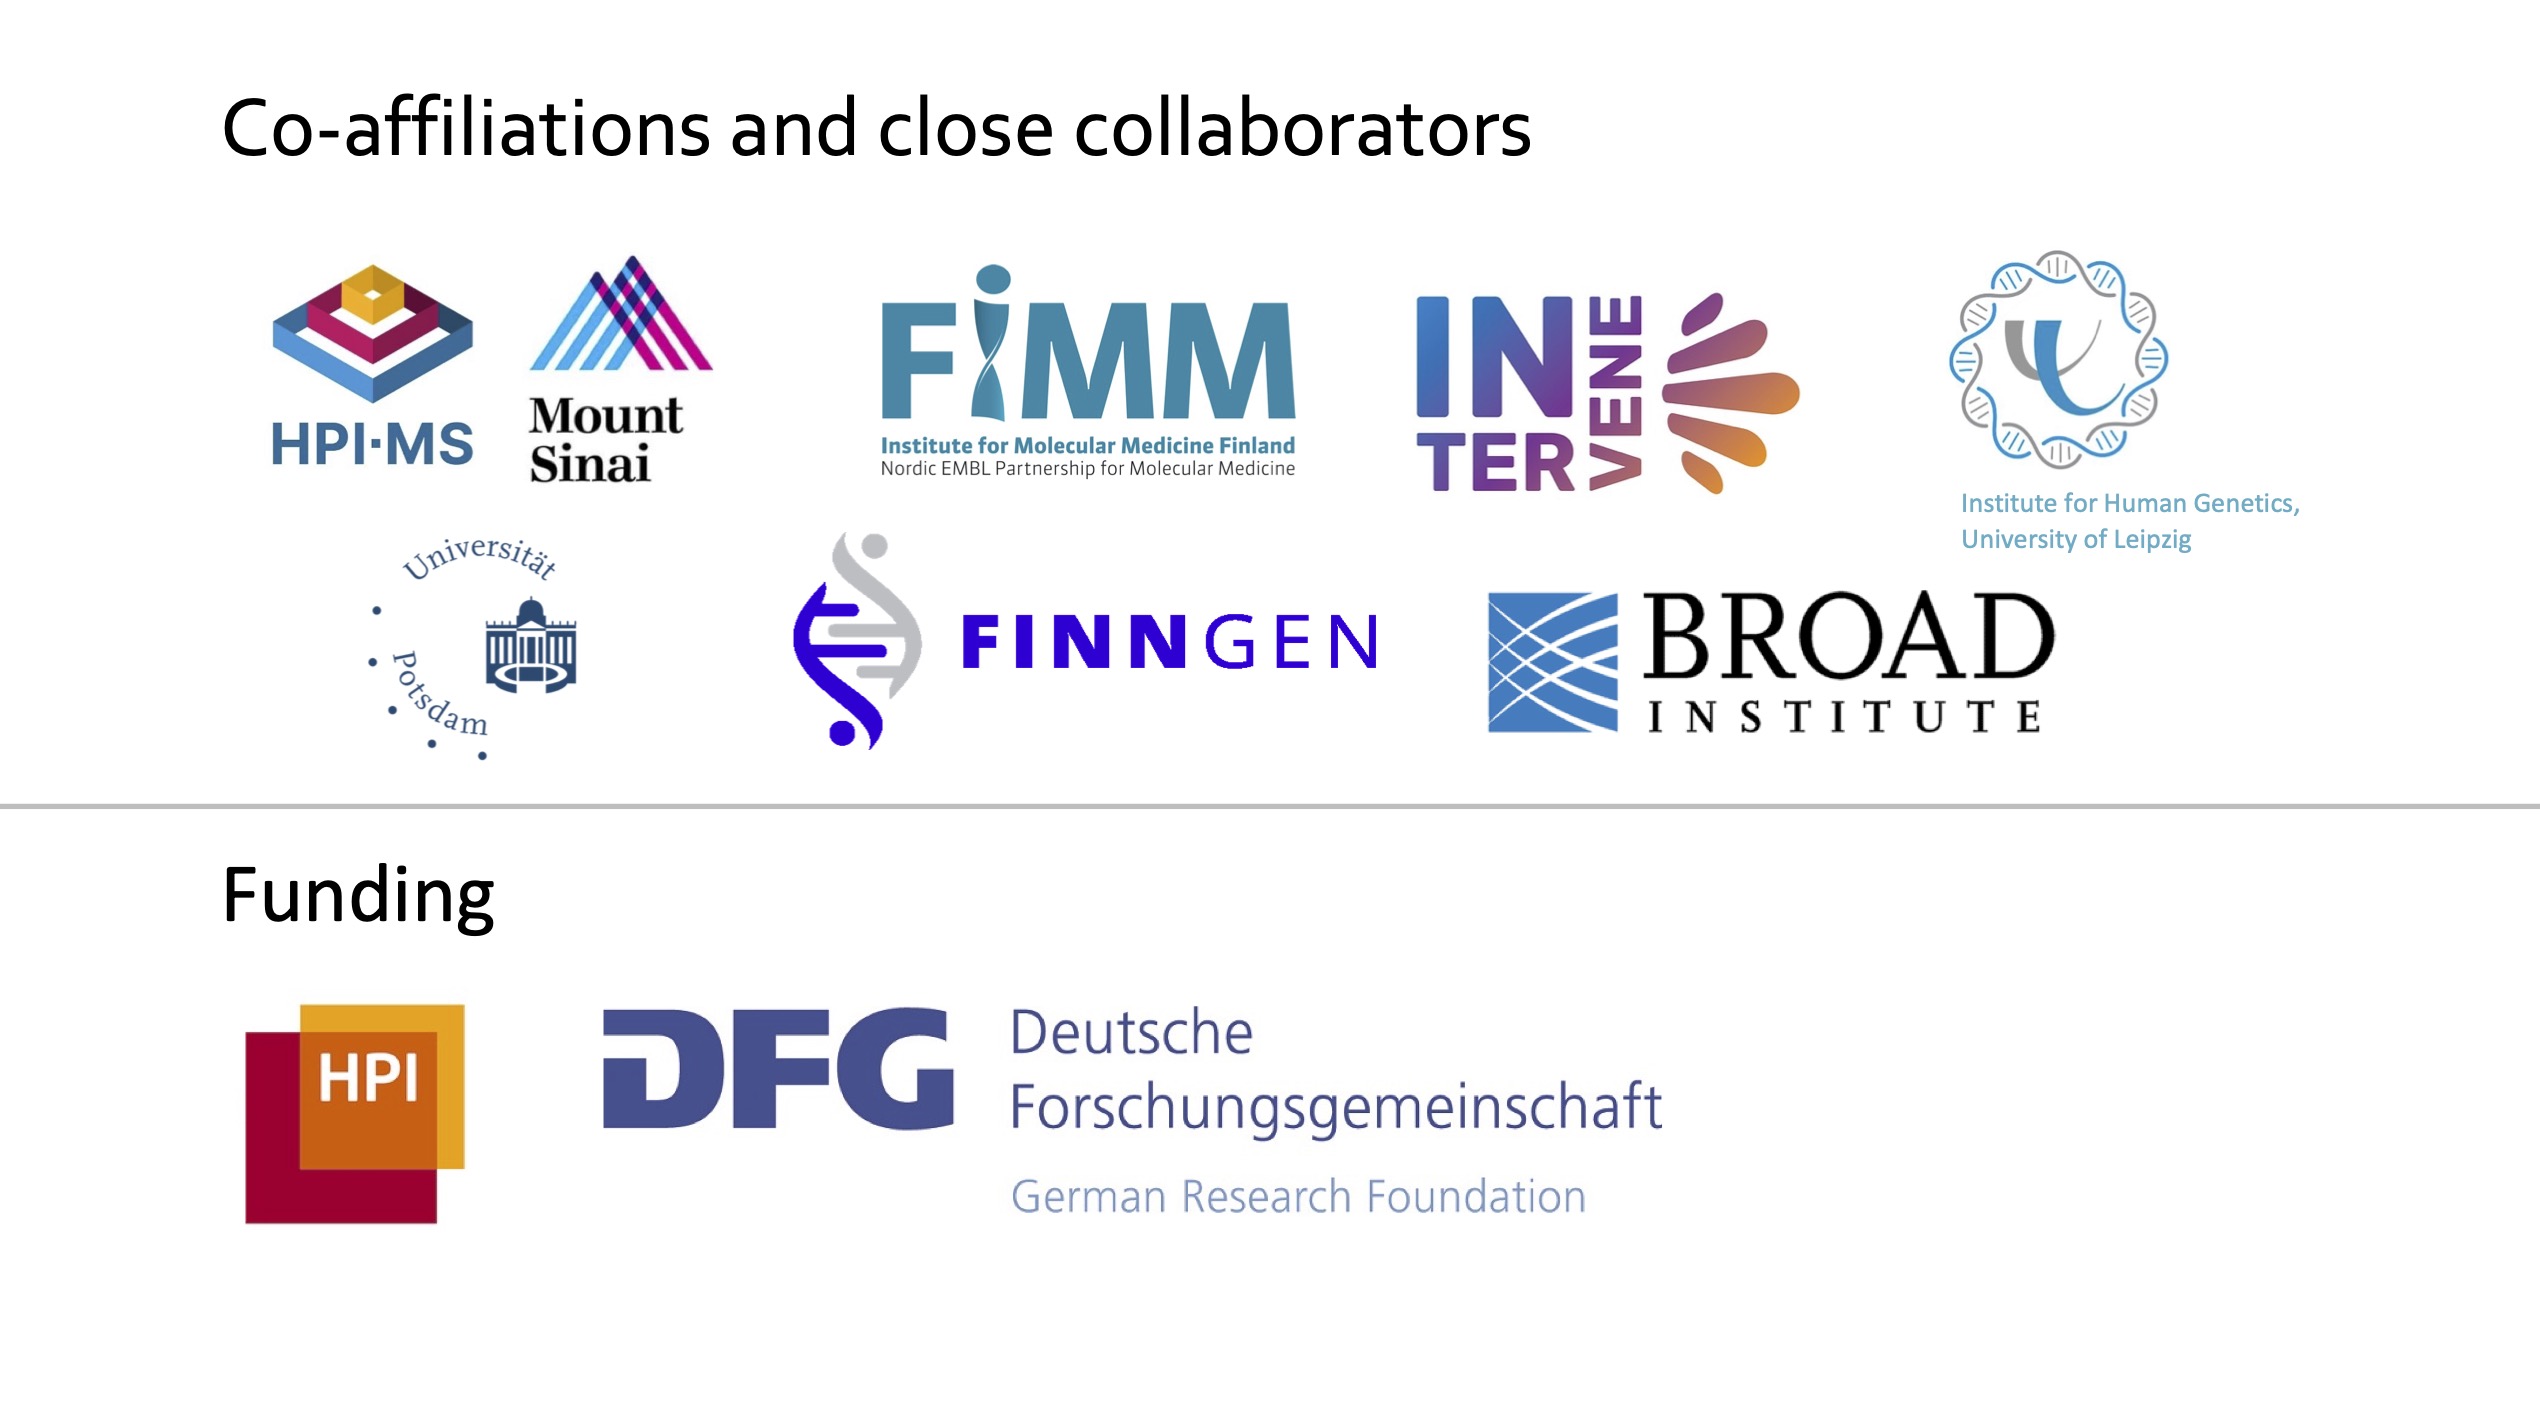 Co-affiliations and close collaborators
HPI·MS
Mount
Sinai
FiMM
Institute for Molecular Medicine Finland
Nordic EMBL Partnership for Molecular Medicine
IN
TER
VENE
Institute for Human Genetics,
University of Leipzig
Universität
Potsdam
FINNGEN
BROAD
INSTITUTE
Funding
HPI
DFG
Deutsche
Forschungsgemeinschaft
German Research Foundation